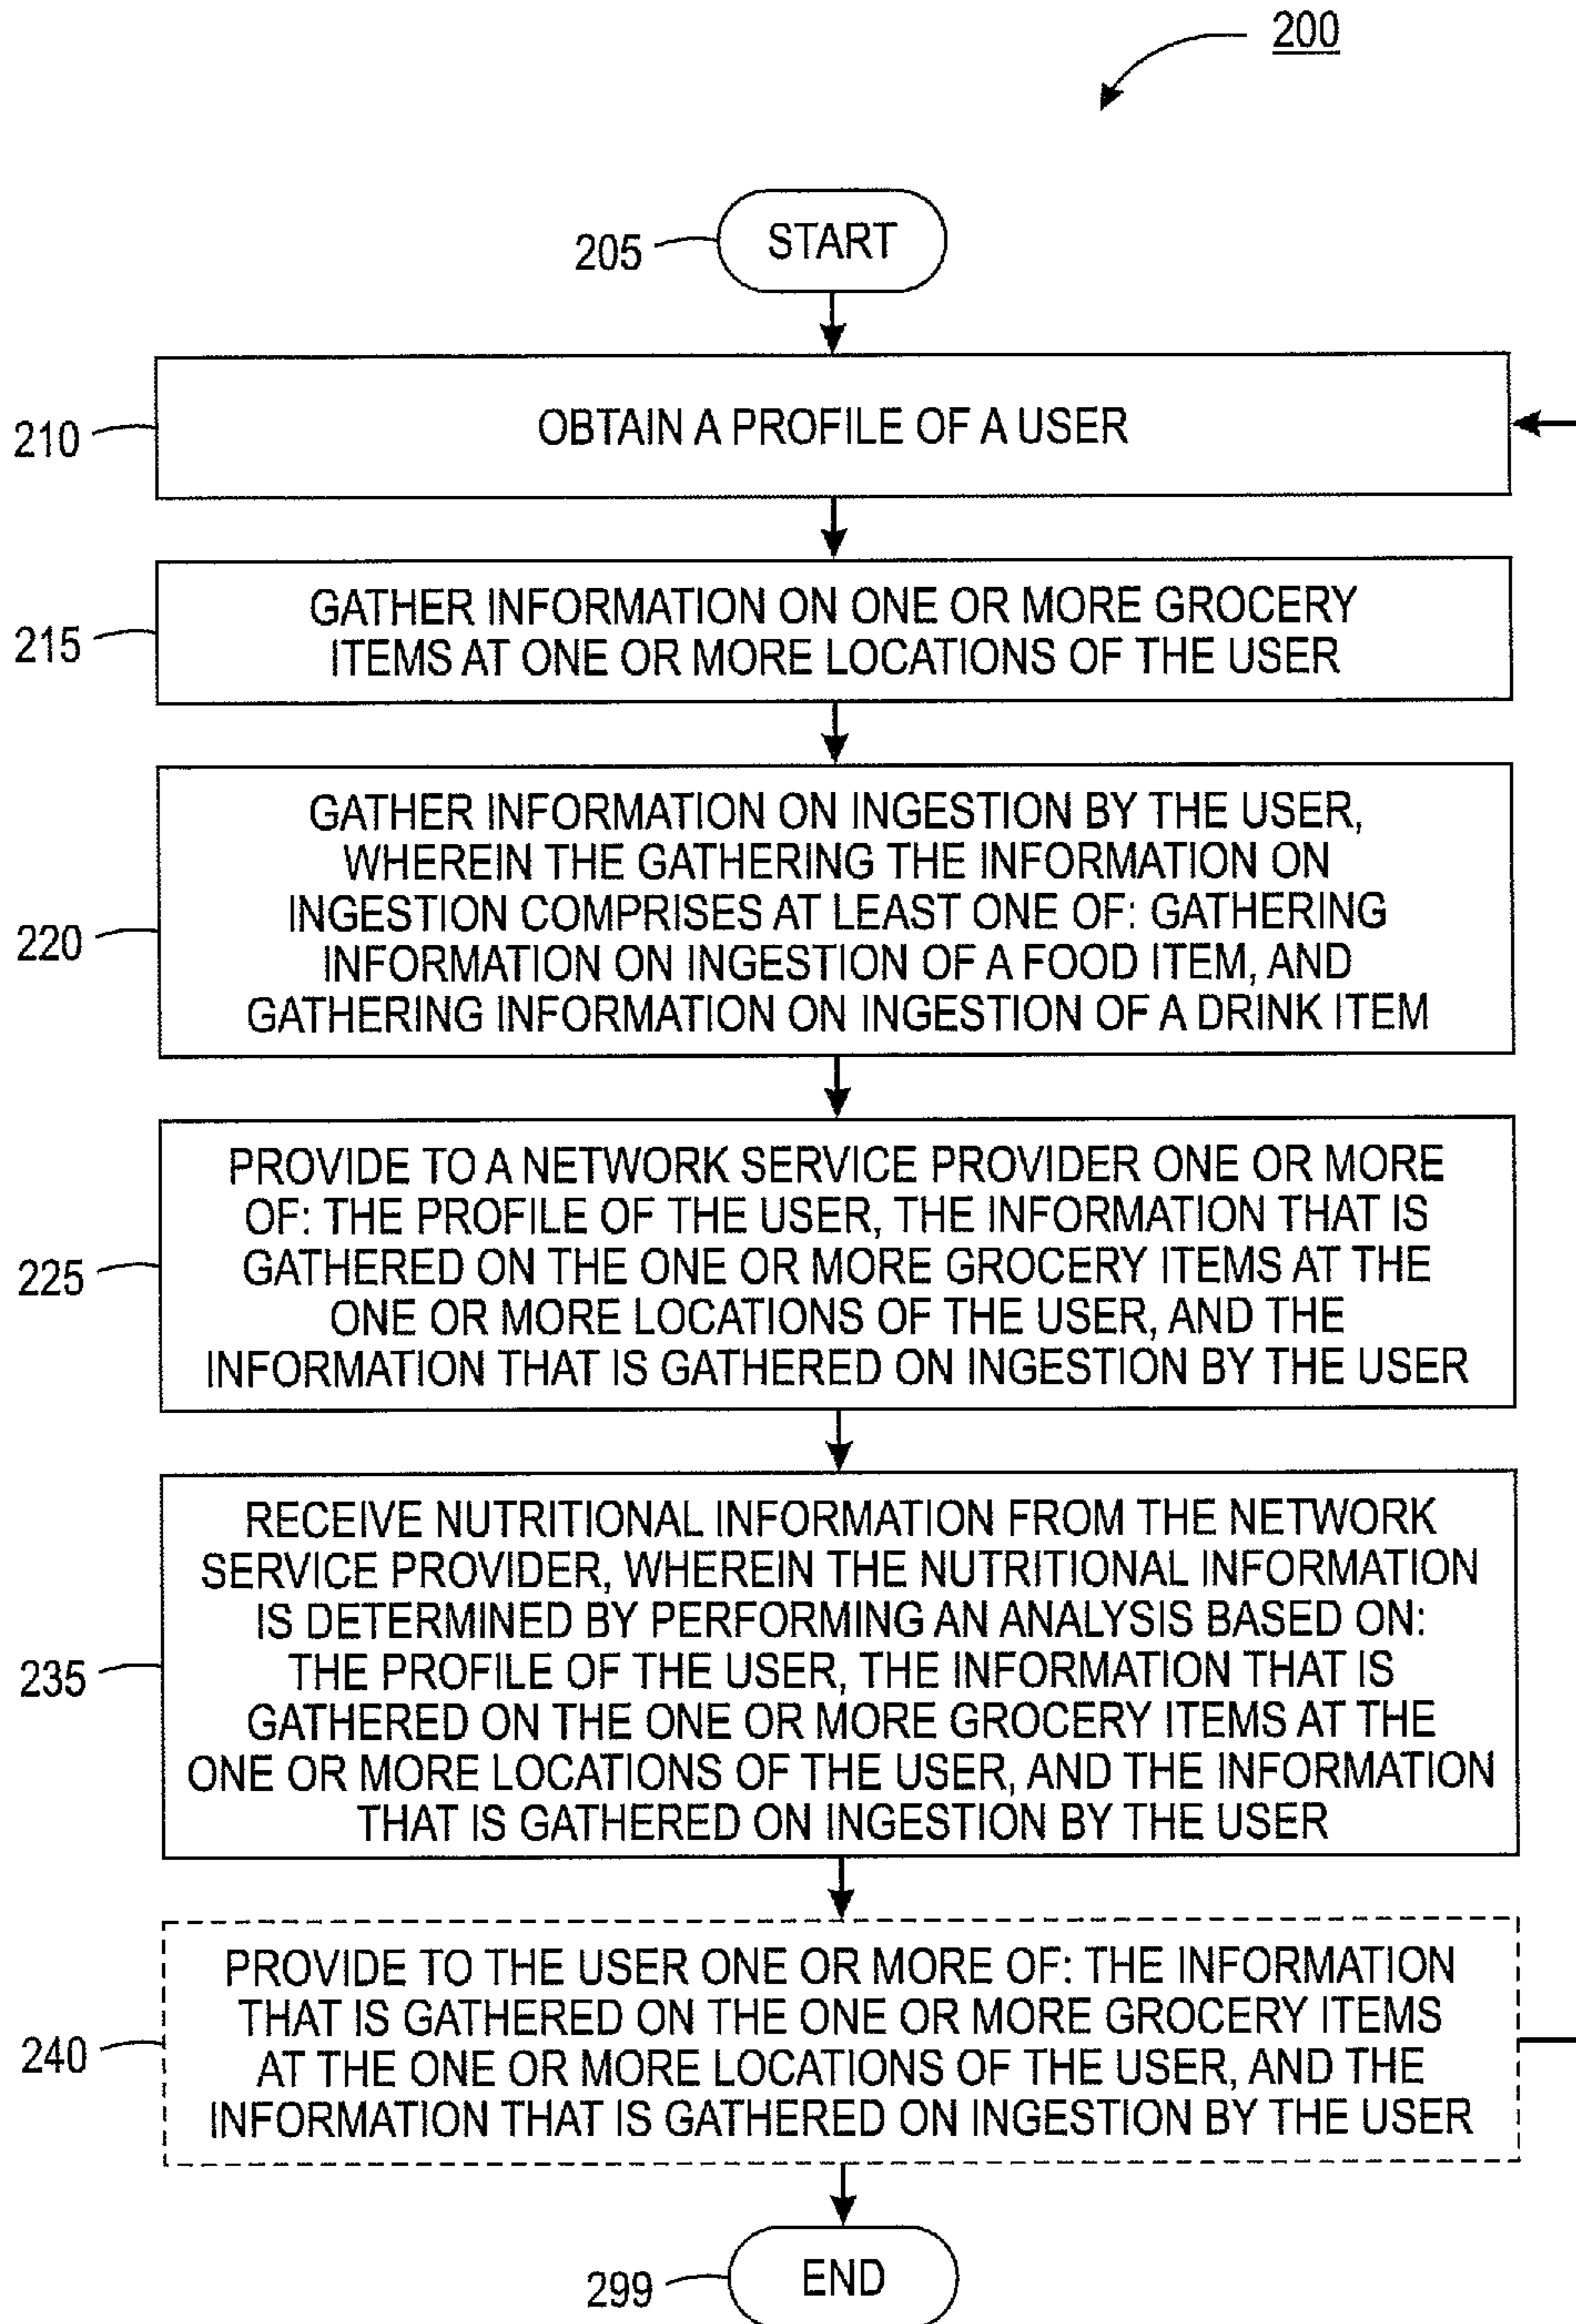 200
205
START
210
OBTAIN A PROFILE OF A USER
215
GATHER INFORMATION ON ONE OR MORE GROCERY
ITEMS AT ONE OR MORE LOCATIONS OF THE USER
220
GATHER INFORMATION ON INGESTION BY THE USER,
WHEREIN THE GATHERING THE INFORMATION ON
INGESTION COMPRISES AT LEAST ONE OF: GATHERING
INFORMATION ON INGESTION OF A FOOD ITEM, AND
GATHERING INFORMATION ON INGESTION OF A DRINK ITEM
225
PROVIDE TO A NETWORK SERVICE PROVIDER ONE OR MORE
OF: THE PROFILE OF THE USER, THE INFORMATION THAT IS
GATHERED ON THE ONE OR MORE GROCERY ITEMS AT THE
ONE OR MORE LOCATIONS OF THE USER, AND THE
INFORMATION THAT IS GATHERED ON INGESTION BY THE USER
235
RECEIVE NUTRITIONAL INFORMATION FROM THE NETWORK
SERVICE PROVIDER, WHEREIN THE NUTRITIONAL INFORMATION
IS DETERMINED BY PERFORMING AN ANALYSIS BASED ON:
THE PROFILE OF THE USER, THE INFORMATION THAT IS
GATHERED ON THE ONE OR MORE GROCERY ITEMS AT THE
ONE OR MORE LOCATIONS OF THE USER, AND THE INFORMATION
THAT IS GATHERED ON INGESTION BY THE USER
240
PROVIDE TO THE USER ONE OR MORE OF: THE INFORMATION
THAT IS GATHERED ON THE ONE OR MORE GROCERY ITEMS
AT THE ONE OR MORE LOCATIONS OF THE USER, AND THE
INFORMATION THAT IS GATHERED ON INGESTION BY THE USER
299
END